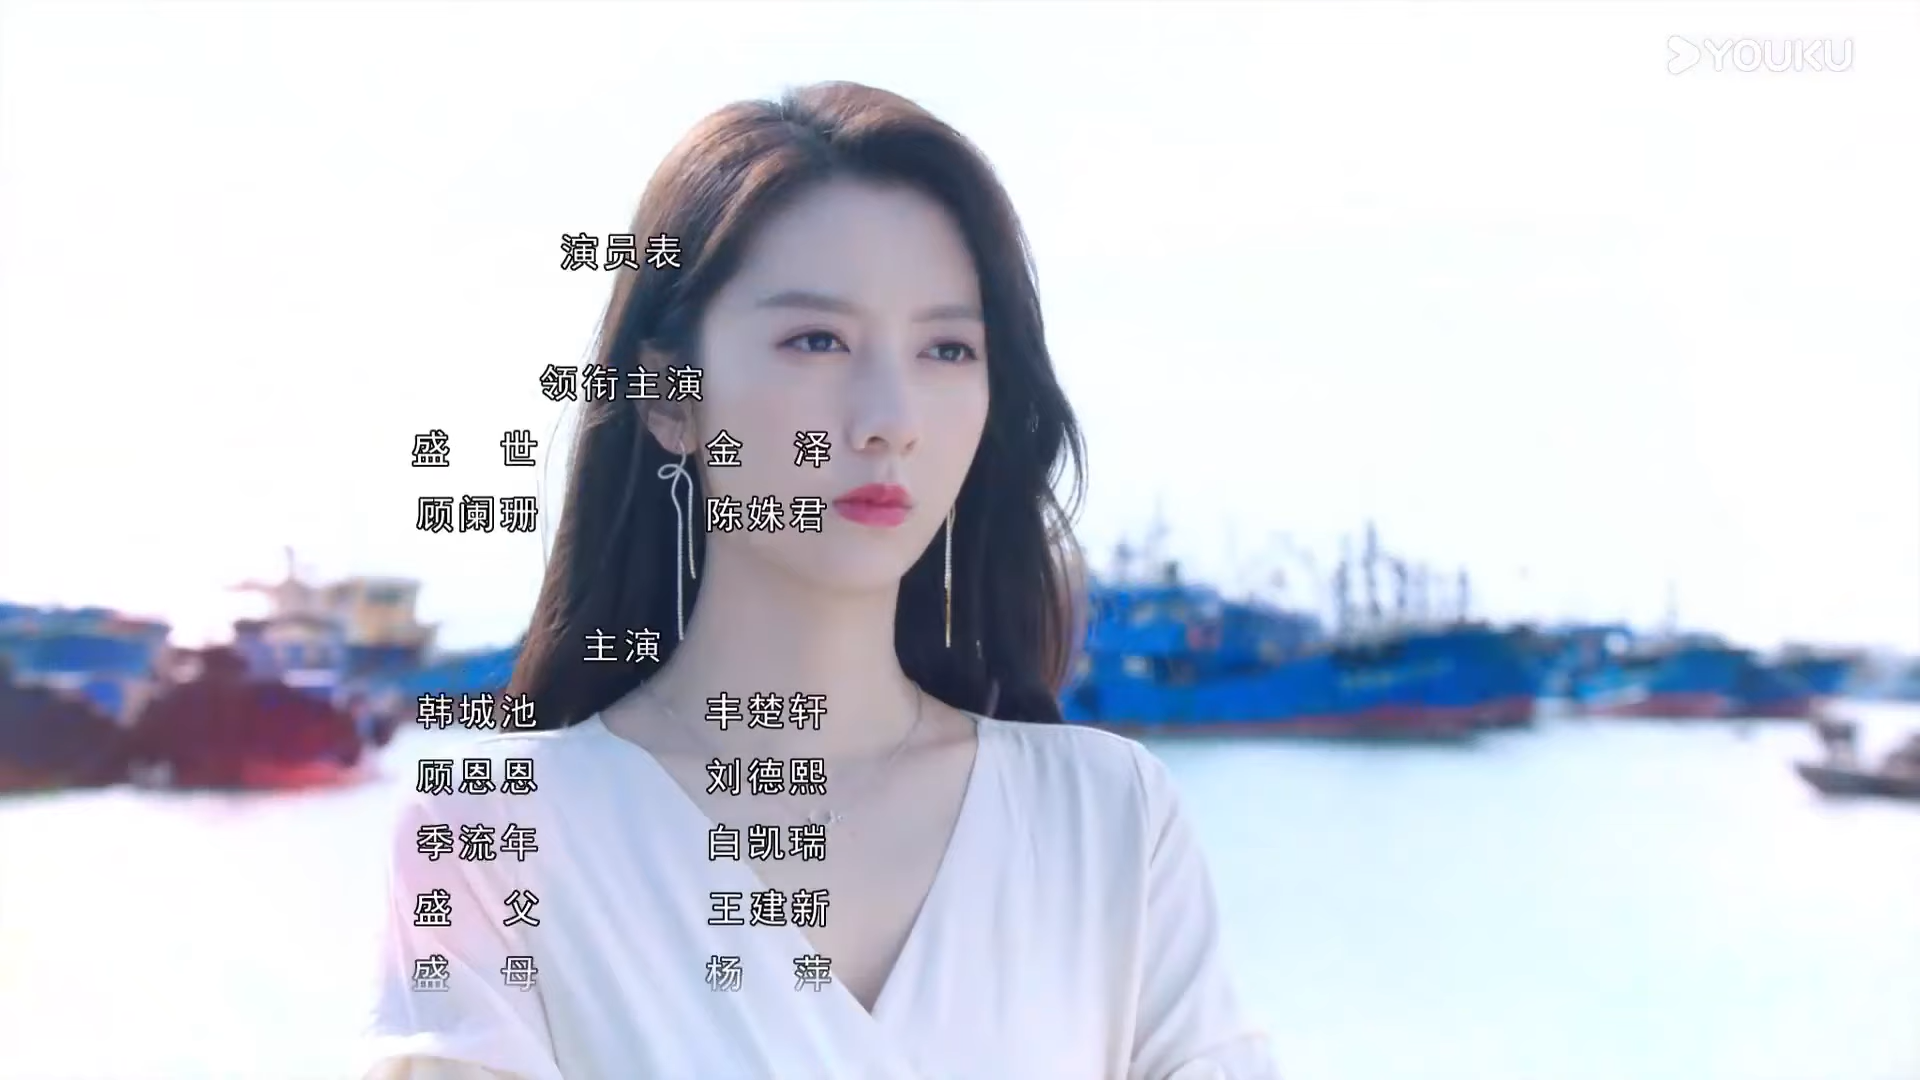 YOUKU
演员表
领衔主演
盛 世 金 泽
顾阑珊 陈姝君
主演
韩城池 丰楚轩
顾恩恩 刘德熙
季流年 白凯瑞
盛 父 王建新
盛 母 杨 萍